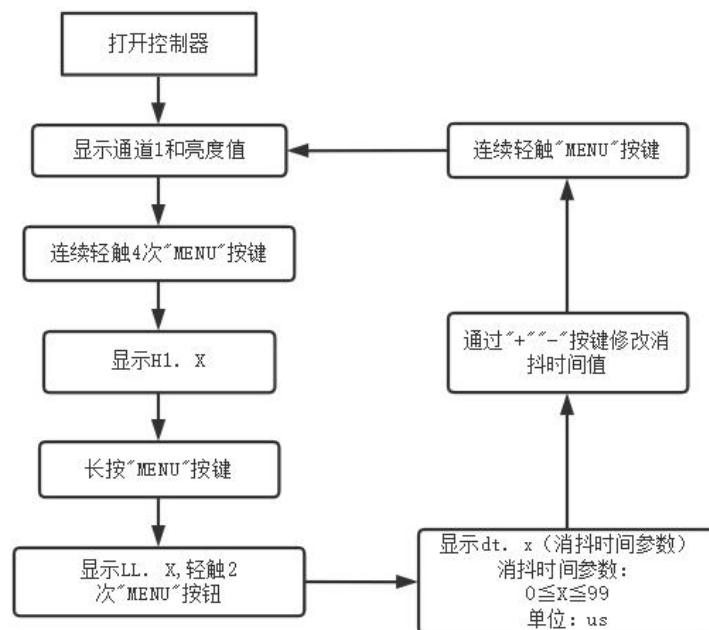 打开控制器
显示通道1和亮度值
连续轻触4次"MENU"按键
显示H1. X
长按"MENU"按键
显示LL. X,轻触2
次"MENU"按钮
显示dt. x（消抖时间参数）
消抖时间参数：
0≦X≦99
单位：us
通过"+""-"按键修改消
抖时间值
连续轻触"MENU"按键